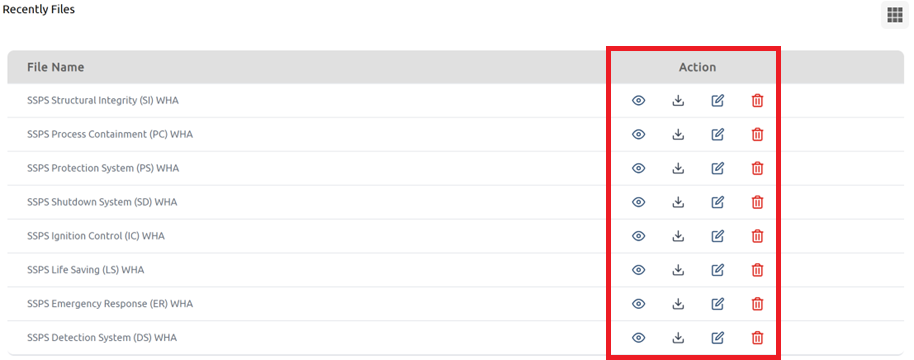 Recently Files
File Name Action
SSPS Structural Integrity (SI) WHA
SSPS Process Containment (PC) WHA
SSPS Protection System (PS) WHA
SSPS Shutdown System (SD) WHA
SSPS Ignition Control (IC) WHA
SSPS Life Saving (LS) WHA
SSPS Emergency Response (ER) WHA
SSPS Detection System (DS) WHA